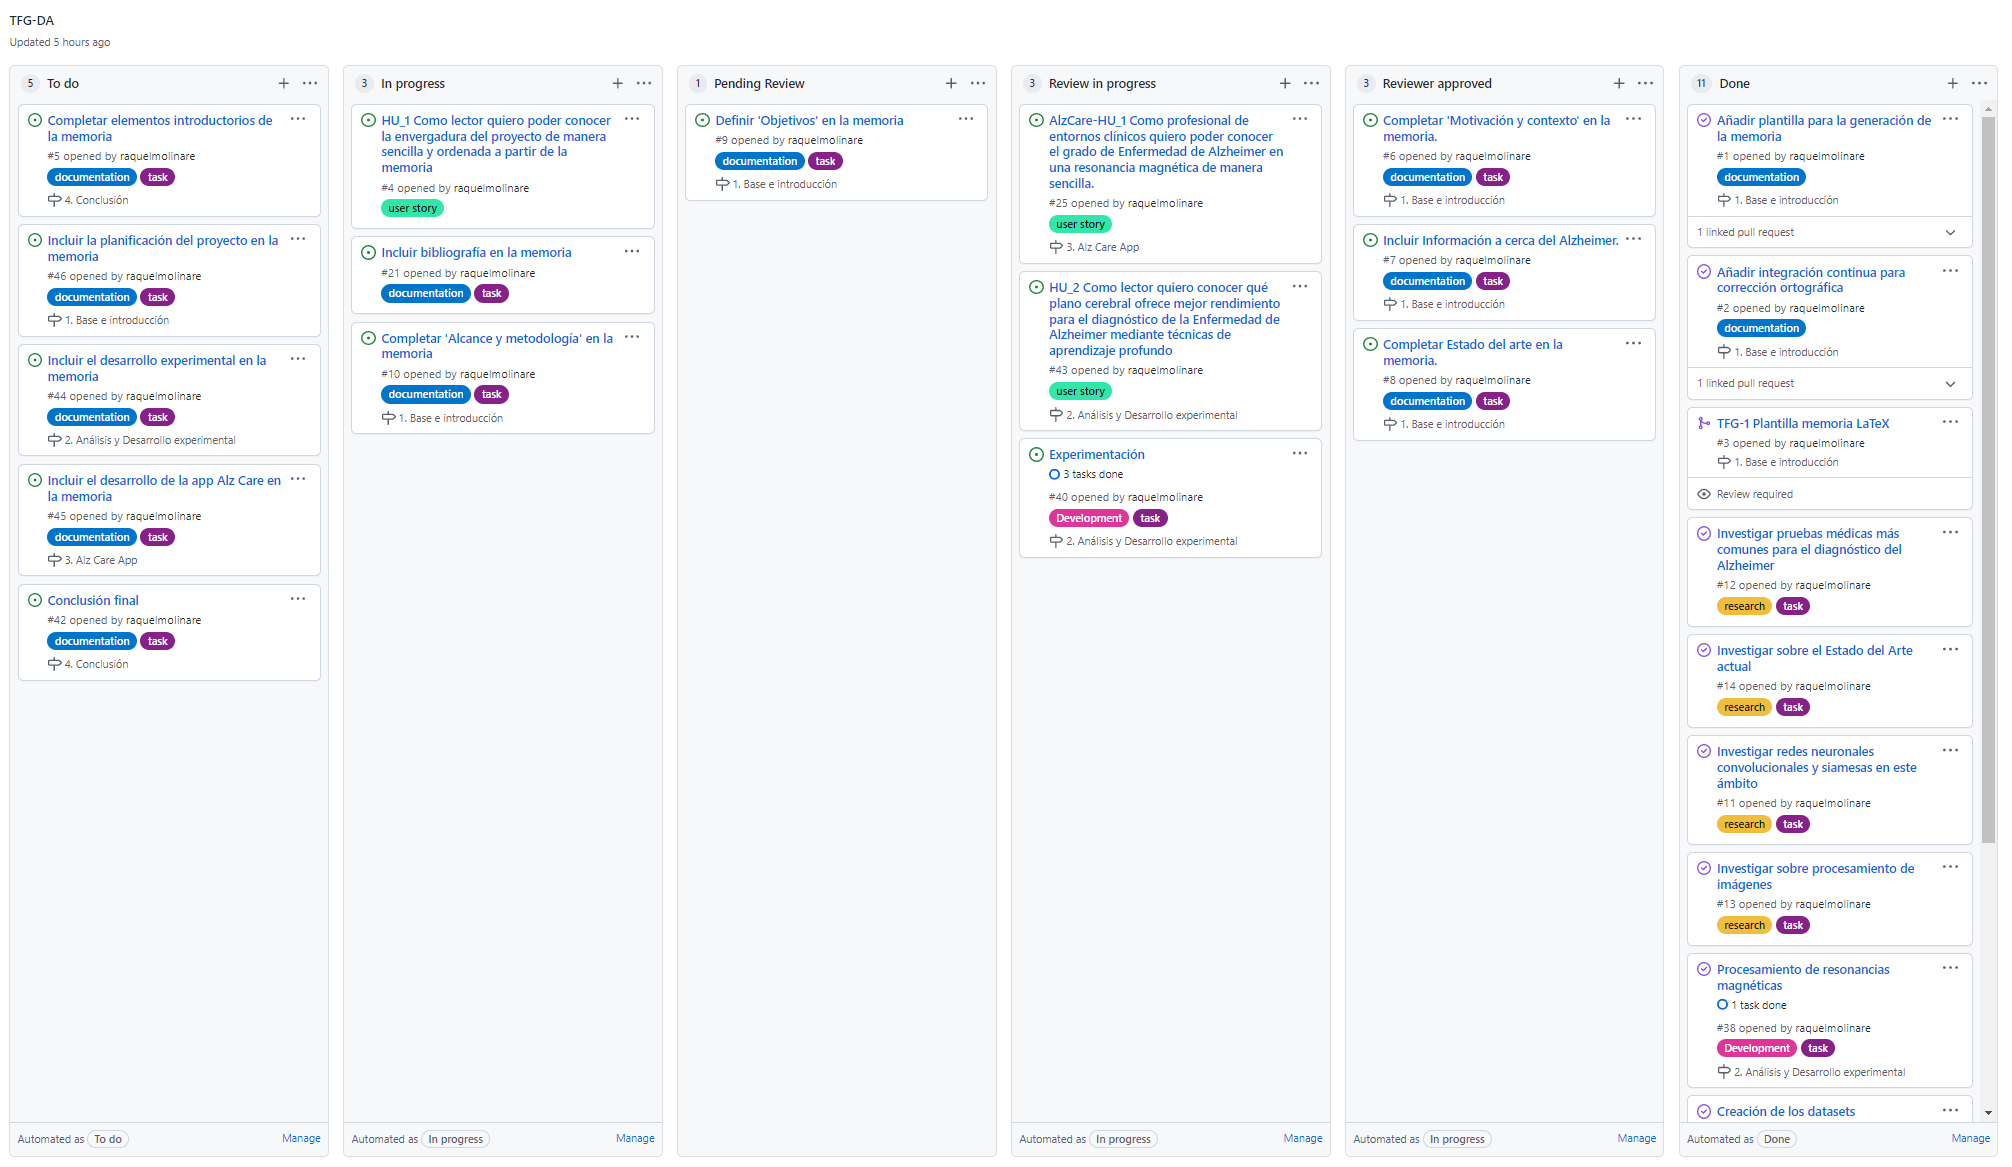 TFG-DA
Updated 5 hours ago
5 To do
Completar elementos introductorios de
la memoria
#5 opened by raquelmolinare
documentation task
4. Conclusión
Incluir la planificación del proyecto en la
memoria
#46 opened by raquelmolinare
documentation task
1. Base e introducción
Incluir el desarrollo experimental en la
memoria
#44 opened by raquelmolinare
documentation task
2. Análisis y Desarrollo experimental
Incluir el desarrollo de la app Alz Care en
la memoria
#45 opened by raquelmolinare
documentation task
3. Alz Care App
Conclusión final
#42 opened by raquelmolinare
documentation task
4. Conclusión
Automated as To do Manage
3 In progress
HU_1 Como lector quiero poder conocer
la envergadura del proyecto de manera
sencilla y ordenada a partir de la
memoria
#4 opened by raquelmolinare
user story
Incluir bibliografía en la memoria
#21 opened by raquelmolinare
documentation task
Completar 'Alcance y metodología' en la
memoria
#10 opened by raquelmolinare
documentation task
1. Base e introducción
Automated as In progress Manage
1 Pending Review
Definir 'Objetivos' en la memoria
#9 opened by raquelmolinare
documentation task
1. Base e introducción
3 Review in progress
AlzCare-HU_1 Como profesional de
entornos clínicos quiero poder conocer
el grado de Enfermedad de Alzheimer en
una resonancia magnética de manera
sencilla.
#25 opened by raquelmolinare
user story
3. Alz Care App
HU_2 Como lector quiero conocer qué
plano cerebral ofrece mejor rendimiento
para el diagnóstico de la Enfermedad de
Alzheimer mediante técnicas de
aprendizaje profundo
#43 opened by raquelmolinare
user story
2. Análisis y Desarrollo experimental
Experimentación
3 tasks done
#40 opened by raquelmolinare
Development task
2. Análisis y Desarrollo experimental
Automated as In progress Manage
3 Reviewer approved
Completar 'Motivación y contexto' en la
memoria.
#6 opened by raquelmolinare
documentation task
1. Base e introducción
Incluir Información a cerca del Alzheimer.
#7 opened by raquelmolinare
documentation task
1. Base e introducción
Completar Estado del arte en la
memoria.
#8 opened by raquelmolinare
documentation task
1. Base e introducción
Automated as In progress Manage
11 Done
Añadir plantilla para la generación de
la memoria
#1 opened by raquelmolinare
documentation
1. Base e introducción
1 linked pull request
Añadir integración continua para
corrección ortográfica
#2 opened by raquelmolinare
documentation
1. Base e introducción
1 linked pull request
TFG-1 Plantilla memoria LaTeX
#3 opened by raquelmolinare
1. Base e introducción
Review required
Investigar pruebas médicas más
comunes para el diagnóstico del
Alzheimer
#12 opened by raquelmolinare
research task
Investigar sobre el Estado del Arte
actual
#14 opened by raquelmolinare
research task
Investigar redes neuronales
convolucionales y siamesas en este
ámbito
#11 opened by raquelmolinare
research task
Investigar sobre procesamiento de
imágenes
#13 opened by raquelmolinare
research task
Procesamiento de resonancias
magnéticas
1 task done
#38 opened by raquelmolinare
Development task
2. Análisis y Desarrollo experimental
Creación de los datasets
Automated as Done Manage